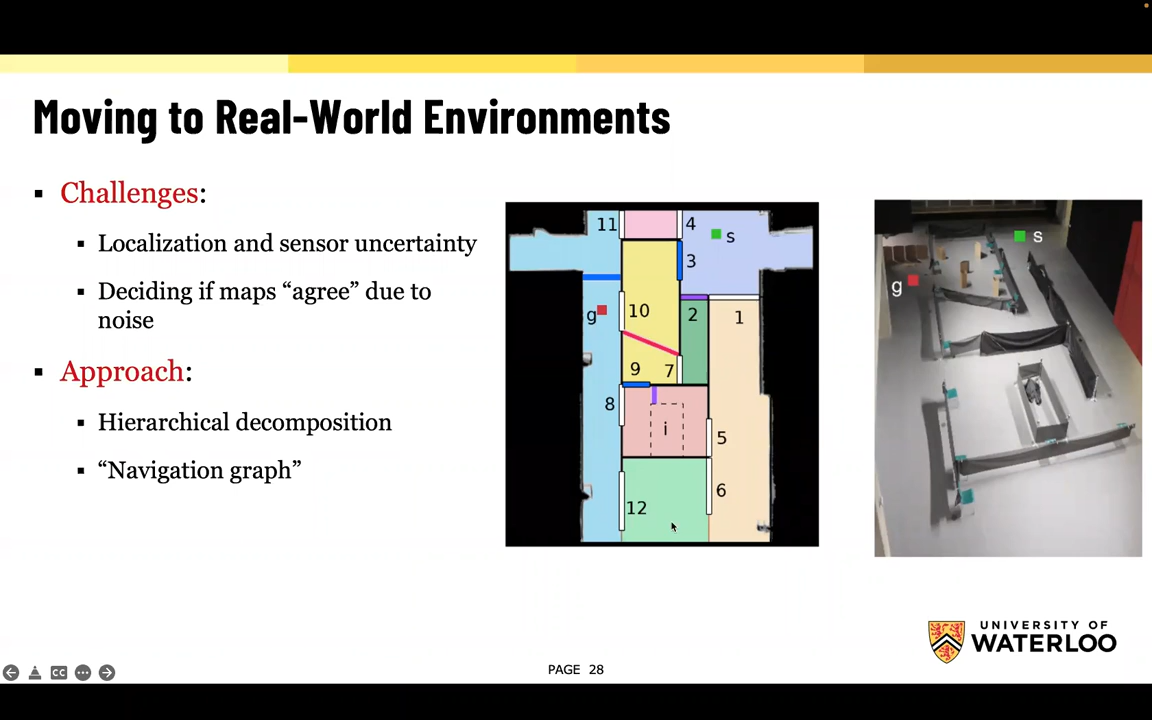 Moving to Real-World Environments
Challenges:
Localization and sensor uncertainty
Deciding if maps “agree” due to
noise
Approach:
Hierarchical decomposition
“Navigation graph”
11
4
s
3
g
10
2
1
9
7
8
i
5
6
12
s
g
UNIVERSITY OF
WATERLOO
CC
PAGE 28